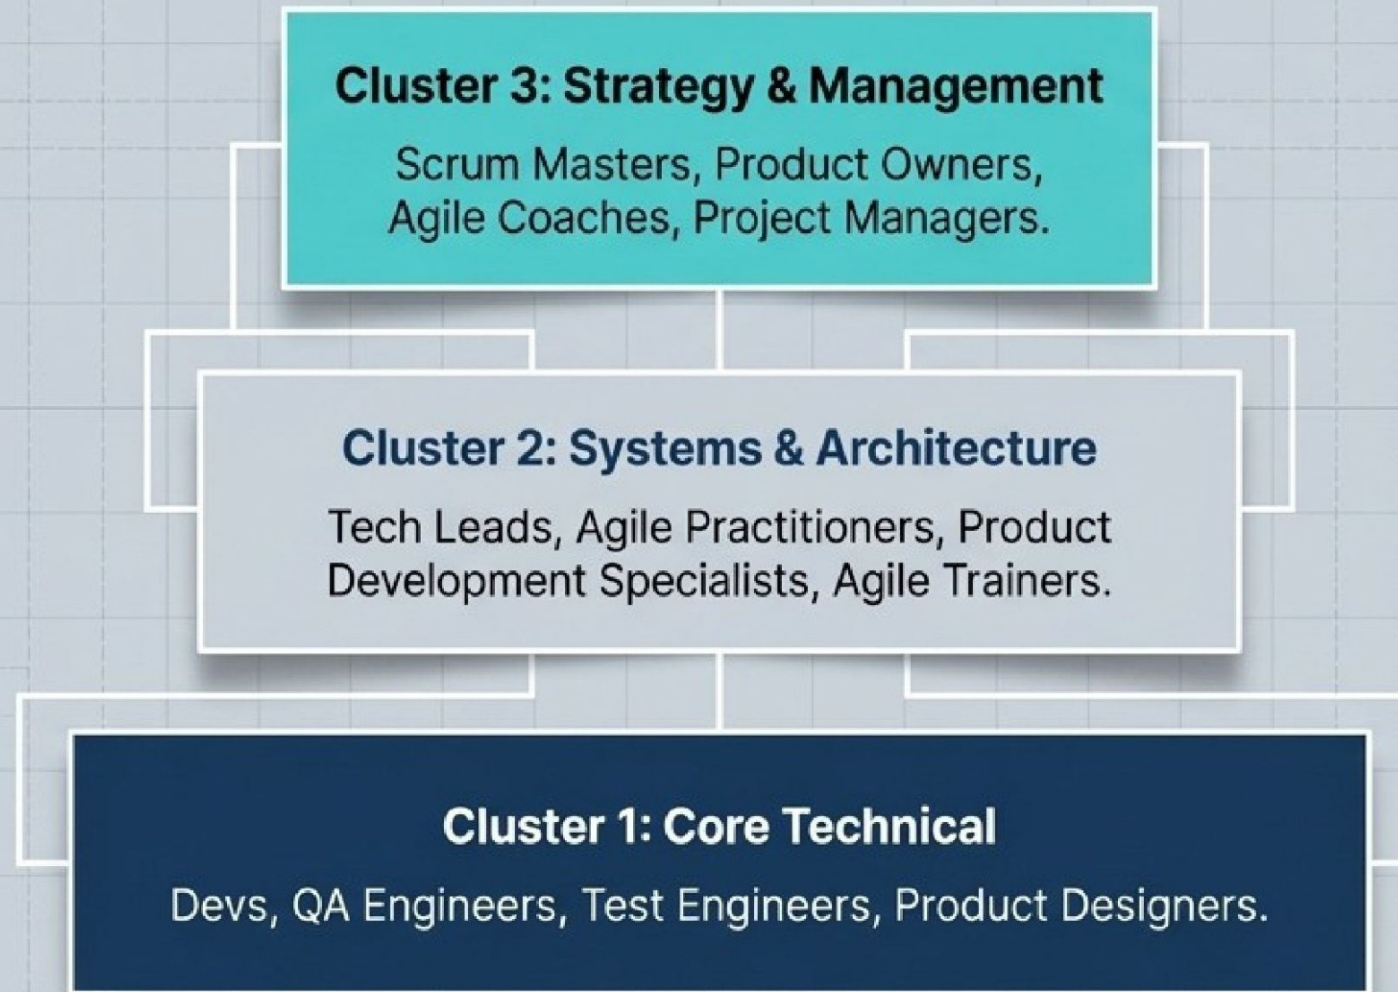 Cluster 3: Strategy & Management
Scrum Masters, Product Owners,
Agile Coaches, Project Managers.
Cluster 2: Systems & Architecture
Tech Leads, Agile Practitioners, Product
Development Specialists, Agile Trainers.
Cluster 1: Core Technical
Devs, QA Engineers, Test Engineers, Product Designers.